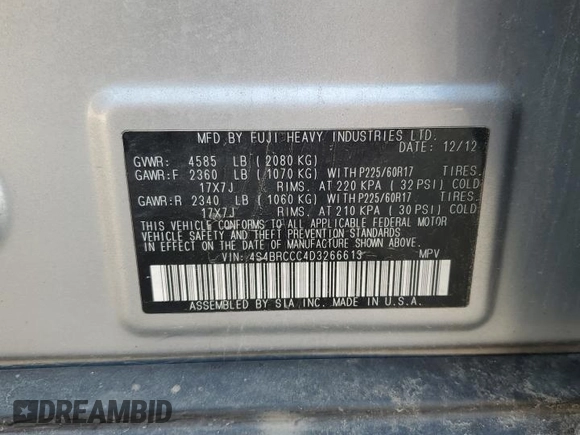 MFD.BY FUJI HEAVY INDUSTRIES LTD.
DATE: 12/12
GVWR: 4585 LB ( 2080 KG)
GAWR:F 2360 LB ( 1070 KG) WITH P225/60R17 TIRES.
17X7J RIMS. AT 220 KPA ( 32 PSI) COLD
GAWR:R 2340 LB ( 1060 KG) WITH P225/60R17 TIRES.
17X7J RIMS. AT 210 KPA ( 30 PSI) COLD
THIS VEHICLE CONFORMS TO ALL APPLICABLE FEDERAL MOTOR
VEHICLE SAFETY BUMPER AND THEFT PREVENTION STANDARDS
IN EFFECT ON THE DATE OF MANUFACTURE SHOWN ABOVE.
VIN: 4S4BRCCC4D3266613 MPV
ASSEMBLED BY SIA INC. MADE IN U.S.A.
DREAMBID